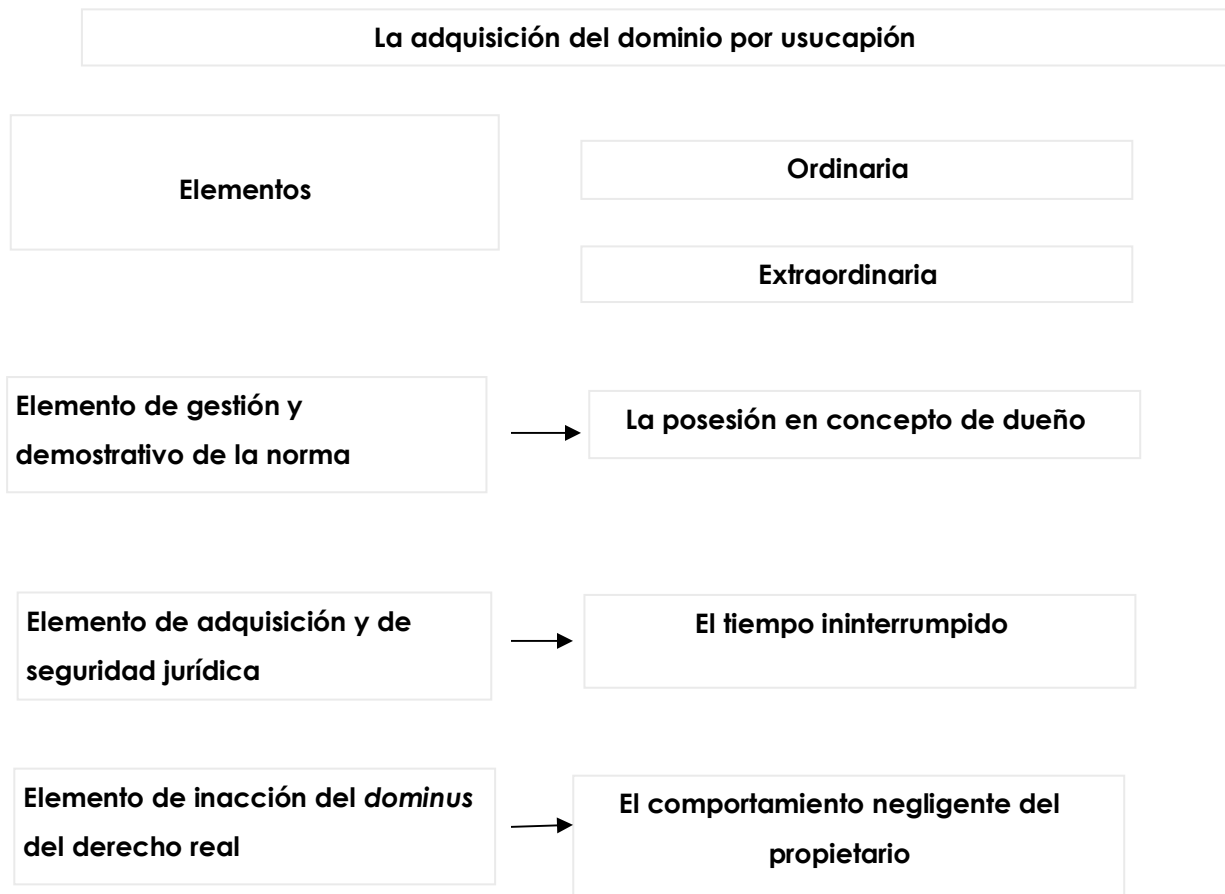 La adquisición del dominio por usucapión
Elementos
Ordinaria
Extraordinaria
Elemento de gestión y
demostrativo de la norma
La posesión en concepto de dueño
Elemento de adquisición y de
seguridad jurídica
El tiempo ininterrumpido
Elemento de inacción del dominus
del derecho real
El comportamiento negligente del
propietario